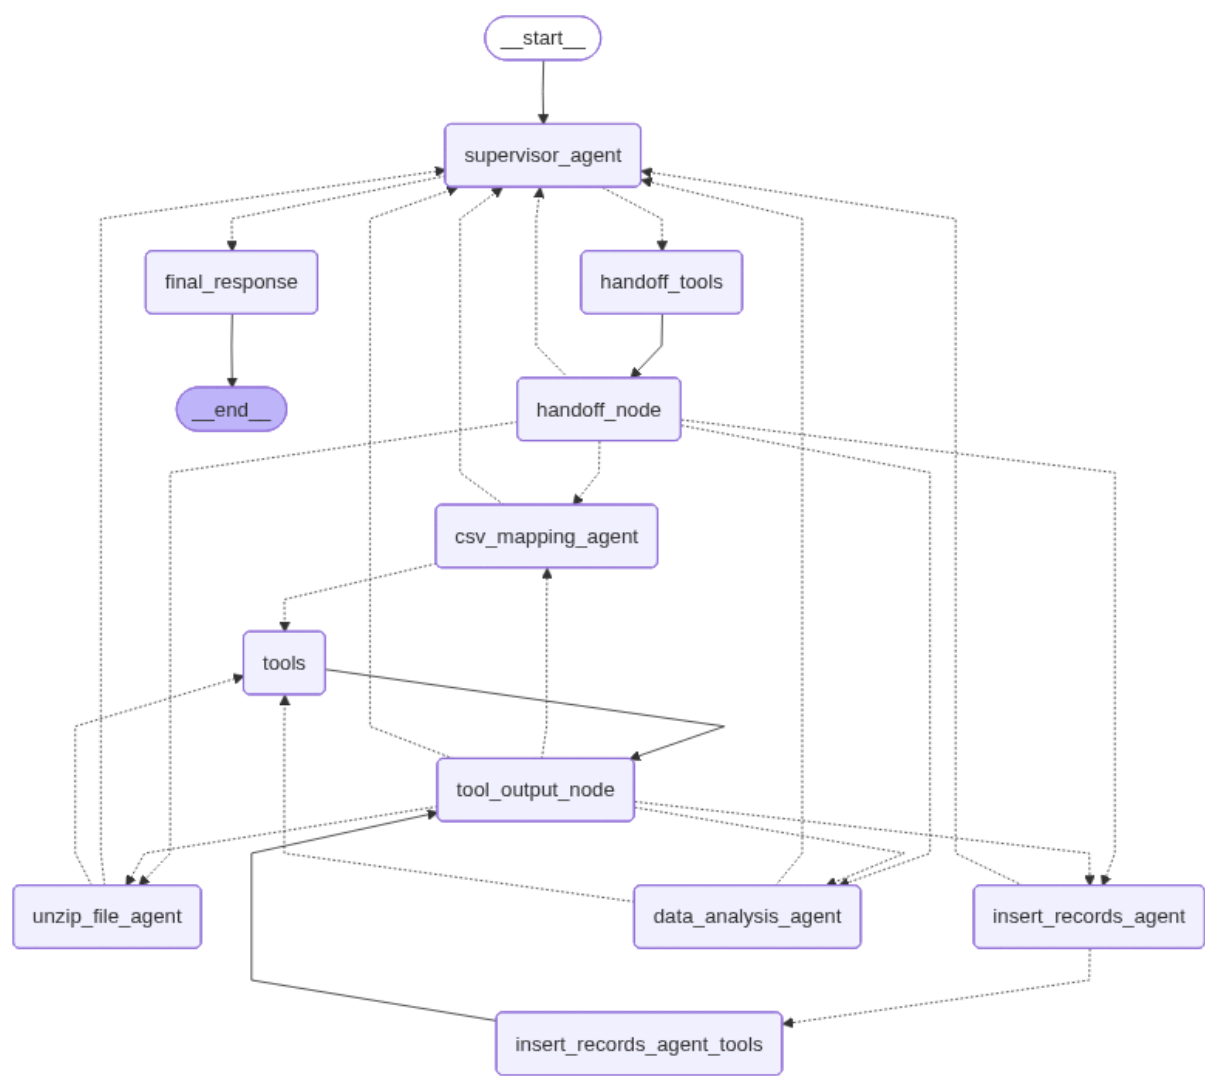 __start__
supervisor_agent
final_response
handoff_tools
__end__
handoff_node
csv_mapping_agent
tools
tool_output_node
unzip_file_agent
data_analysis_agent
insert_records_agent
insert_records_agent_tools